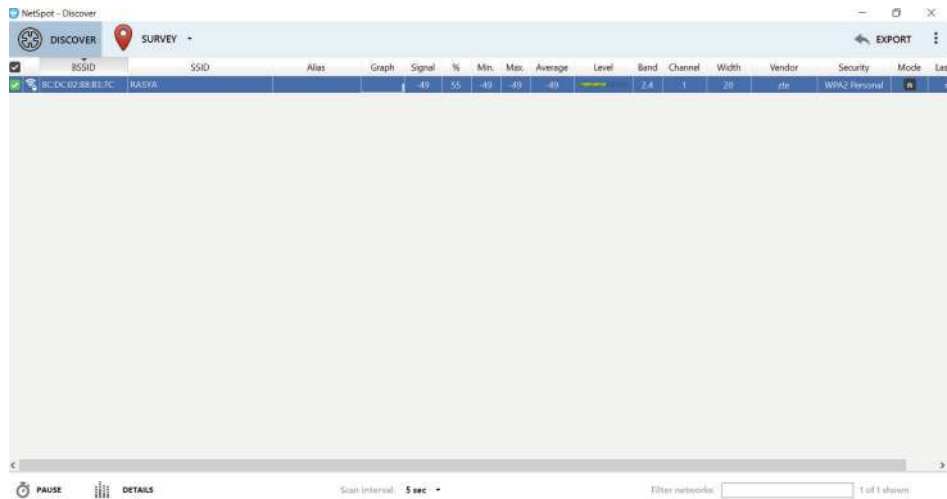 NetSpot - Discover
DISCOVER SURVEY EXPORT
BSSID SSID Alias Graph Signal % Min. Max. Average Level Band Channel Width Vendor Security Mode Las
RASYA -49 55 -49 -49 -49 2.4 1 20 zte WPA2 Personal n
PAUSE DETAILS Scan interval: 5 sec Filter networks: 1 of 1 shown